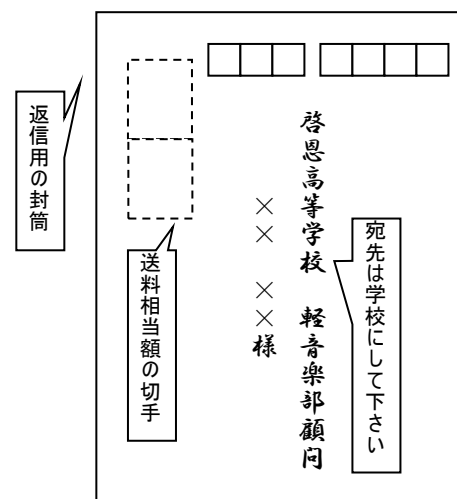 啓恩高等学校　軽音楽部顧問
××　××様
宛先は学校にして下さい
送料相当額の切手
返信用の封筒